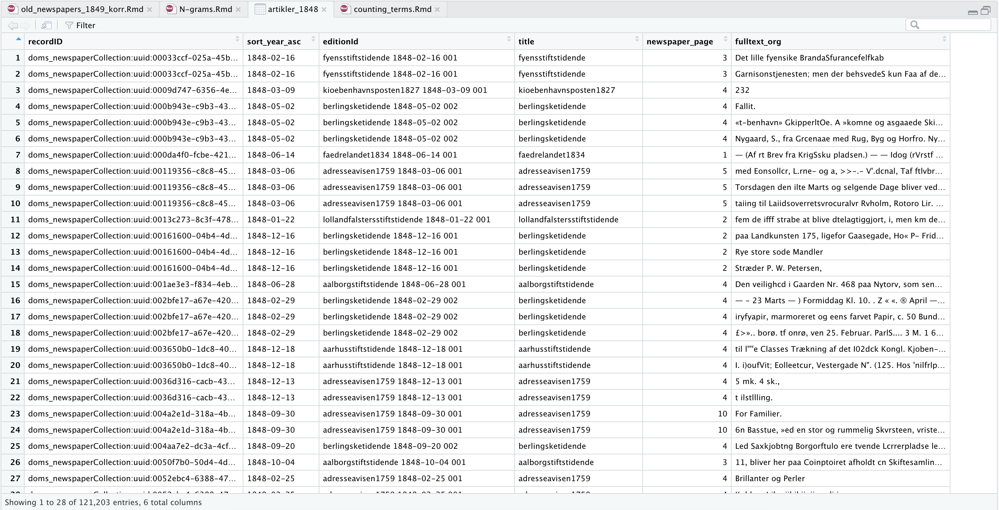 old_newspapers_1849_korr.Rmd N-grams.Rmd artikler_1848 counting_terms.Rmd
Filter
recordID sort_year_asc editionId title newspaper_page fulltext_org
1 doms_newspaperCollection:uuid:00033ccf-025a-45b... 1848-02-16 fyensstiftstidende 1848-02-16 001 fyensstiftstidende 3 Det lille fyensike BrandaSfurancefelfkab
2 doms_newspaperCollection:uuid:00033ccf-025a-45b... 1848-02-16 fyensstiftstidende 1848-02-16 001 fyensstiftstidende 3 Garnisonstjenesten; men der behsvedeS kun Faa af de...
3 doms_newspaperCollection:uuid:0009d747-6356-4e... 1848-03-09 kioebenhavnsposten1827 1848-03-09 001 kioebenhavnsposten1827 4 232
4 doms_newspaperCollection:uuid:000b943e-c9b3-43... 1848-05-02 berlingsketidende 1848-05-02 002 berlingsketidende 4 Fallit.
5 doms_newspaperCollection:uuid:000b943e-c9b3-43... 1848-05-02 berlingsketidende 1848-05-02 002 berlingsketidende 4 «t-benhavn» GkipperltOe. A »komne og asgaaede Ski...
6 doms_newspaperCollection:uuid:000b943e-c9b3-43... 1848-05-02 berlingsketidende 1848-05-02 002 berlingsketidende 4 Nygaard, S., fra Grcenaae med Rug, Byg og Horfro. Ny...
7 doms_newspaperCollection:uuid:000da4f0-fcbe-421... 1848-06-14 faedrelandet1834 1848-06-14 001 faedrelandet1834 1 — (Af rt Brev fra KrigSsku pladsen.) — — Idog (rVrstf ...
8 doms_newspaperCollection:uuid:00119356-c8c8-45... 1848-03-06 adresseavisen1759 1848-03-06 001 adresseavisen1759 5 med Eonsollcr, L.rne- og a, >>-.- V'.dcnal, Taf ftlvbr...
9 doms_newspaperCollection:uuid:00119356-c8c8-45... 1848-03-06 adresseavisen1759 1848-03-06 001 adresseavisen1759 5 Torsdagen den ilte Marts og selgende Dage bliver ved...
10 doms_newspaperCollection:uuid:00119356-c8c8-45... 1848-03-06 adresseavisen1759 1848-03-06 001 adresseavisen1759 5 taiing til Laiidsoverretsvrocuralvr Rvholm, Rotoro Lir. ...
11 doms_newspaperCollection:uuid:0013c273-8c3f-478... 1848-01-22 lollandfalstersstiftstidende 1848-01-22 001 lollandfalstersstiftstidende 2 fem de ifff strabe at blive dtelagtiggjort, i, men km de...
12 doms_newspaperCollection:uuid:00161600-04b4-4d... 1848-12-16 berlingsketidende 1848-12-16 001 berlingsketidende 2 paa Landkunsten 175, ligefor Gaasegade, Ho« P- Frid...
13 doms_newspaperCollection:uuid:00161600-04b4-4d... 1848-12-16 berlingsketidende 1848-12-16 001 berlingsketidende 2 Rye store sode Mandler
14 doms_newspaperCollection:uuid:00161600-04b4-4d... 1848-12-16 berlingsketidende 1848-12-16 001 berlingsketidende 2 Stræder P. W. Petersen,
15 doms_newspaperCollection:uuid:001ae3e3-f834-4eb... 1848-06-28 aalborgstiftstidende 1848-06-28 001 aalborgstiftstidende 4 Den veilighcd i Gaarden Nr. 468 paa Nytorv, som sen...
16 doms_newspaperCollection:uuid:002bfe17-a67e-420... 1848-02-29 berlingsketidende 1848-02-29 002 berlingsketidende 4 — – 23 Marts — ) Formiddag Kl. 10. . Z « «. ® April —...
17 doms_newspaperCollection:uuid:002bfe17-a67e-420... 1848-02-29 berlingsketidende 1848-02-29 002 berlingsketidende 4 iryfyapir, marmoreret og eens farvet Papir, c. 50 Bund...
18 doms_newspaperCollection:uuid:002bfe17-a67e-420... 1848-02-29 berlingsketidende 1848-02-29 002 berlingsketidende 4 £>».. borø. tf onrø, ven 25. Februar. ParlS.... 3 M. 1 6...
19 doms_newspaperCollection:uuid:003650b0-1dc8-40... 1848-12-18 aarhusstiftstidende 1848-12-18 001 aarhusstiftstidende 4 til l'"'e Classes Trækning af det I02dck Kongl. Kjoben-...
20 doms_newspaperCollection:uuid:003650b0-1dc8-40... 1848-12-18 aarhusstiftstidende 1848-12-18 001 aarhusstiftstidende 4 I. i)oufVit; Eolleetcur, Vestergade N". (125. Hos 'nilfrlp...
21 doms_newspaperCollection:uuid:0036d316-cacb-43... 1848-12-13 adresseavisen1759 1848-12-13 001 adresseavisen1759 4 5 mk. 4 sk.,
22 doms_newspaperCollection:uuid:0036d316-cacb-43... 1848-12-13 adresseavisen1759 1848-12-13 001 adresseavisen1759 4 t ilstllling.
23 doms_newspaperCollection:uuid:004a2e1d-318a-4b... 1848-09-30 adresseavisen1759 1848-09-30 001 adresseavisen1759 10 For Familier.
24 doms_newspaperCollection:uuid:004a2e1d-318a-4b... 1848-09-30 adresseavisen1759 1848-09-30 001 adresseavisen1759 10 6n Basstue, »ed en stor og rummelig Skvrsteen, vriste...
25 doms_newspaperCollection:uuid:004aa7e2-dc3a-4cf... 1848-09-20 berlingsketidende 1848-09-20 002 berlingsketidende 4 Led Saxkjobtng Borgorftulo ere tvende Lcrrerpladse le...
26 doms_newspaperCollection:uuid:0050f7b0-50d4-4d... 1848-10-04 aalborgstiftstidende 1848-10-04 001 aalborgstiftstidende 3 11, bliver her paa Coinptoiret afholdt cn Skiftesamlin...
27 doms_newspaperCollection:uuid:0052ebc4-6388-47... 1848-02-25 adresseavisen1759 1848-02-25 001 adresseavisen1759 4 Brillanter og Perler
Showing 1 to 28 of 121,203 entries, 6 total columns